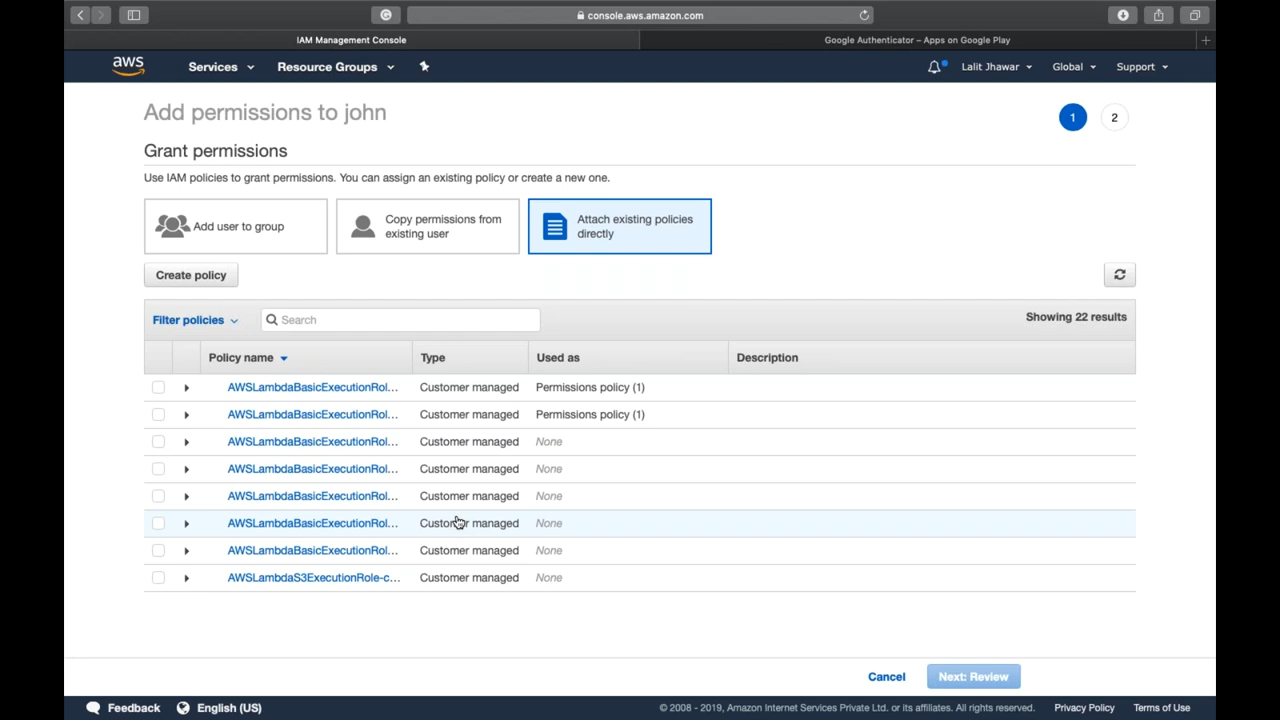 console.aws.amazon.com
IAM Management Console
Google Authenticator – Apps on Google Play
aws
Services
Resource Groups
Lalit Jhawar
Global
Support
Add permissions to john
1
2
Grant permissions
Use IAM policies to grant permissions. You can assign an existing policy or create a new one.
Add user to group
Copy permissions from
existing user
Attach existing policies
directly
Create policy
Filter policies
Search
Showing 22 results
Policy name
Type
Used as
Description
AWSLambdaBasicExecutionRol... Customer managed Permissions policy (1)
AWSLambdaBasicExecutionRol... Customer managed Permissions policy (1)
AWSLambdaBasicExecutionRol... Customer managed None
AWSLambdaBasicExecutionRol... Customer managed None
AWSLambdaBasicExecutionRol... Customer managed None
AWSLambdaBasicExecutionRol... Customer managed None
AWSLambdaBasicExecutionRol... Customer managed None
AWSLambdaS3ExecutionRole-c... Customer managed None
Cancel
Next: Review
Feedback
English (US)
© 2008 - 2019, Amazon Internet Services Private Ltd. or its affiliates. All rights reserved.
Privacy Policy
Terms of Use